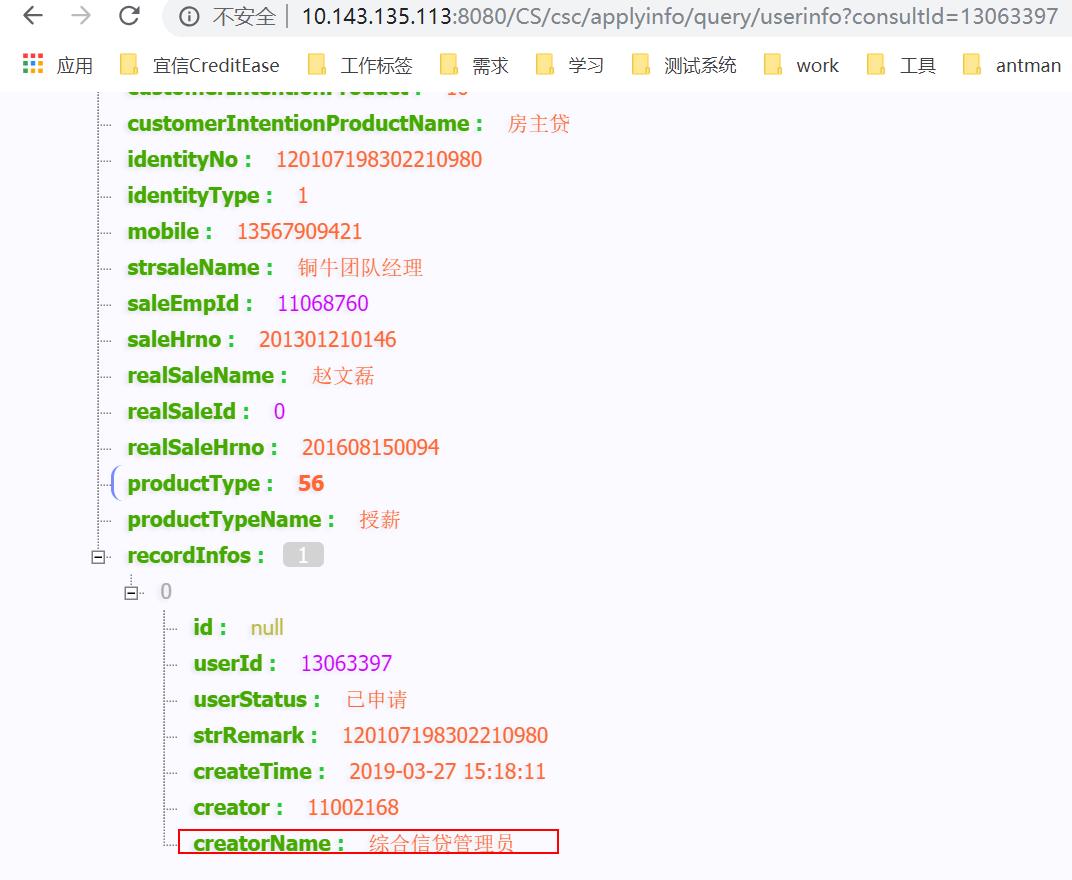 不安全 | 10.143.135.113:8080/CS/csc/applyinfo/query/userinfo?consultId=13063397
应用 宜信CreditEase 工作标签 需求 学习 测试系统 work 工具 antman
customerIntentionProduct : 10
customerIntentionProductName : 房主贷
identityNo : 120107198302210980
identityType : 1
mobile : 13567909421
strsaleName : 铜牛团队经理
saleEmpId : 11068760
saleHrno : 201301210146
realSaleName : 赵文磊
realSaleId : 0
realSaleHrno : 201608150094
productType : 56
productTypeName : 授薪
recordInfos : 1
0
id : null
userId : 13063397
userStatus : 已申请
strRemark : 120107198302210980
createTime : 2019-03-27 15:18:11
creator : 11002168
creatorName : 综合信贷管理员